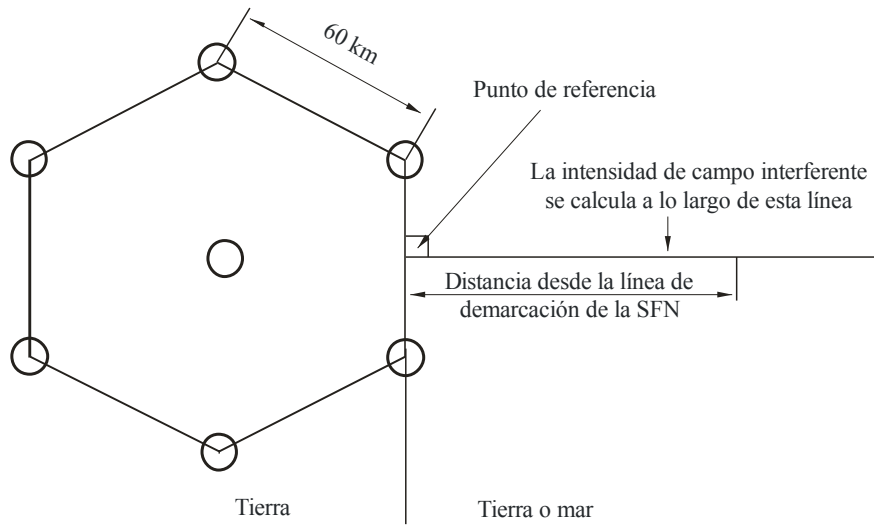 60 km
Punto de referencia
La intensidad de campo interferente
se calcula a lo largo de esta línea
Distancia desde la línea de
demarcación de la SFN
Tierra
Tierra o mar